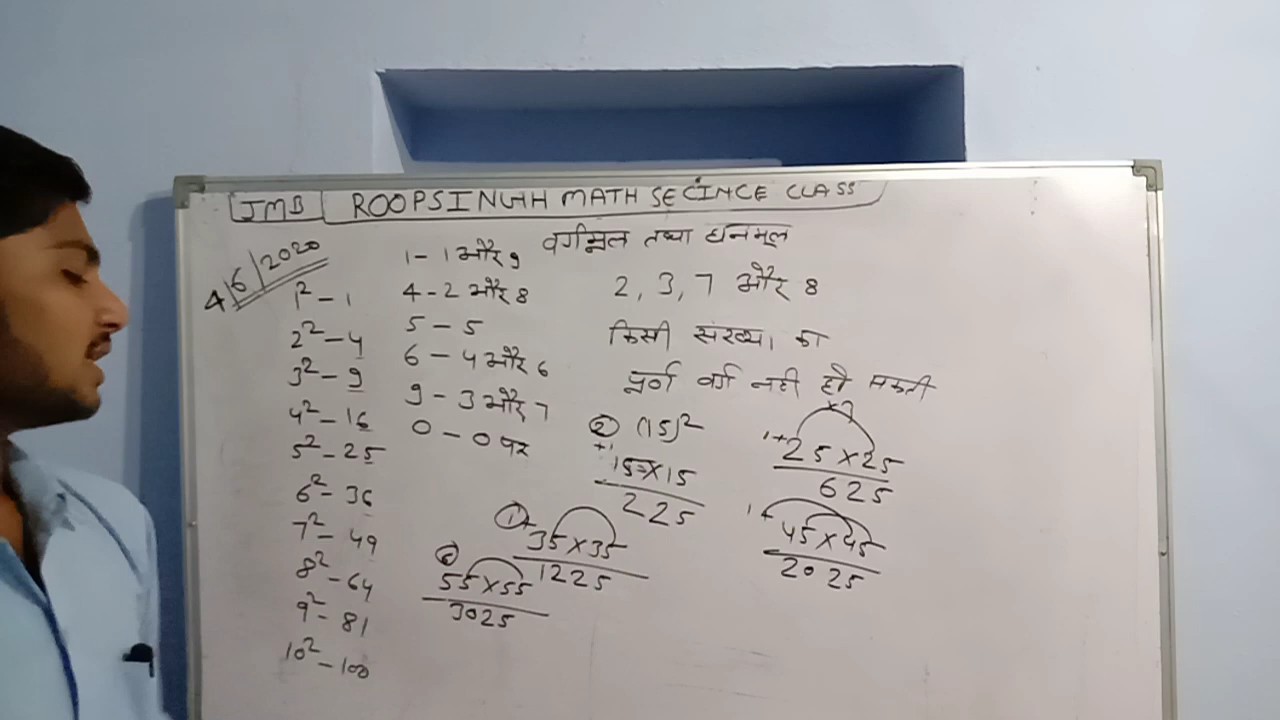 JMB ROOPSINGH MATH SECINCE CLASS
वर्गमूल तथा घनमूल
4/6/2020
1² - 1
2² - 4
3² - 9
4² - 16
5² - 25
6² - 36
7² - 49
8² - 64
9² - 81
10² - 100
1 - 1 और 9
4 - 2 और 8
5 - 5
6 - 4 और 6
9 - 3 और 7
0 - 0 पर
2, 3, 7 और 8
किसी संख्या का
पूर्ण वर्ग नही हो सकती
(15)²
+1
15 × 15
225
1+
25 × 25
625
1+
35 × 35
1225
1+
45 × 45
2025
55 × 55
3025